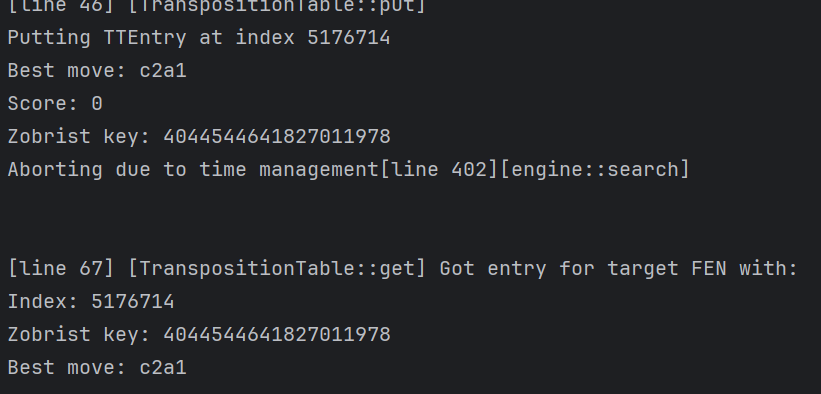 [line 46] [TranspositionTable::put]
Putting TTEntry at index 5176714
Best move: c2a1
Score: 0
Zobrist key: 40445446418270​11978
Aborting due to time management[line 402][engine::search]
[line 67] [TranspositionTable::get] Got entry for target FEN with:
Index: 5176714
Zobrist key: 4044544641827011978
Best move: c2a1